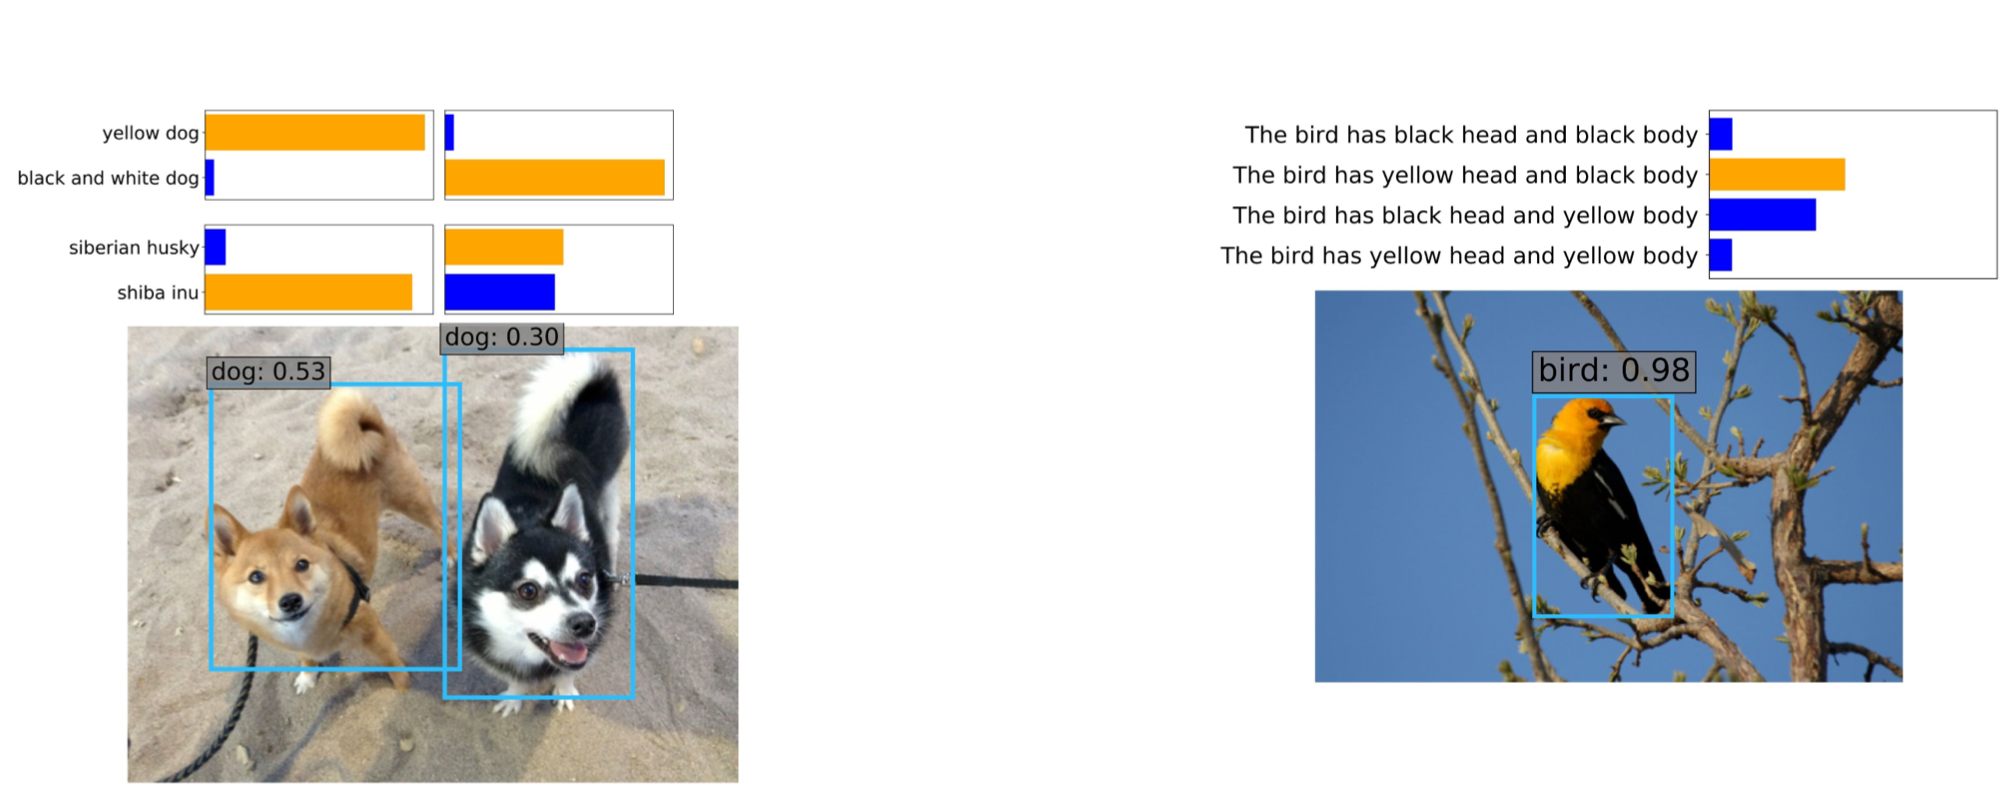 yellow dog
black and white dog
siberian husky
shiba inu
dog: 0.53
dog: 0.30
The bird has black head and black body
The bird has yellow head and black body
The bird has black head and yellow body
The bird has yellow head and yellow body
bird: 0.98